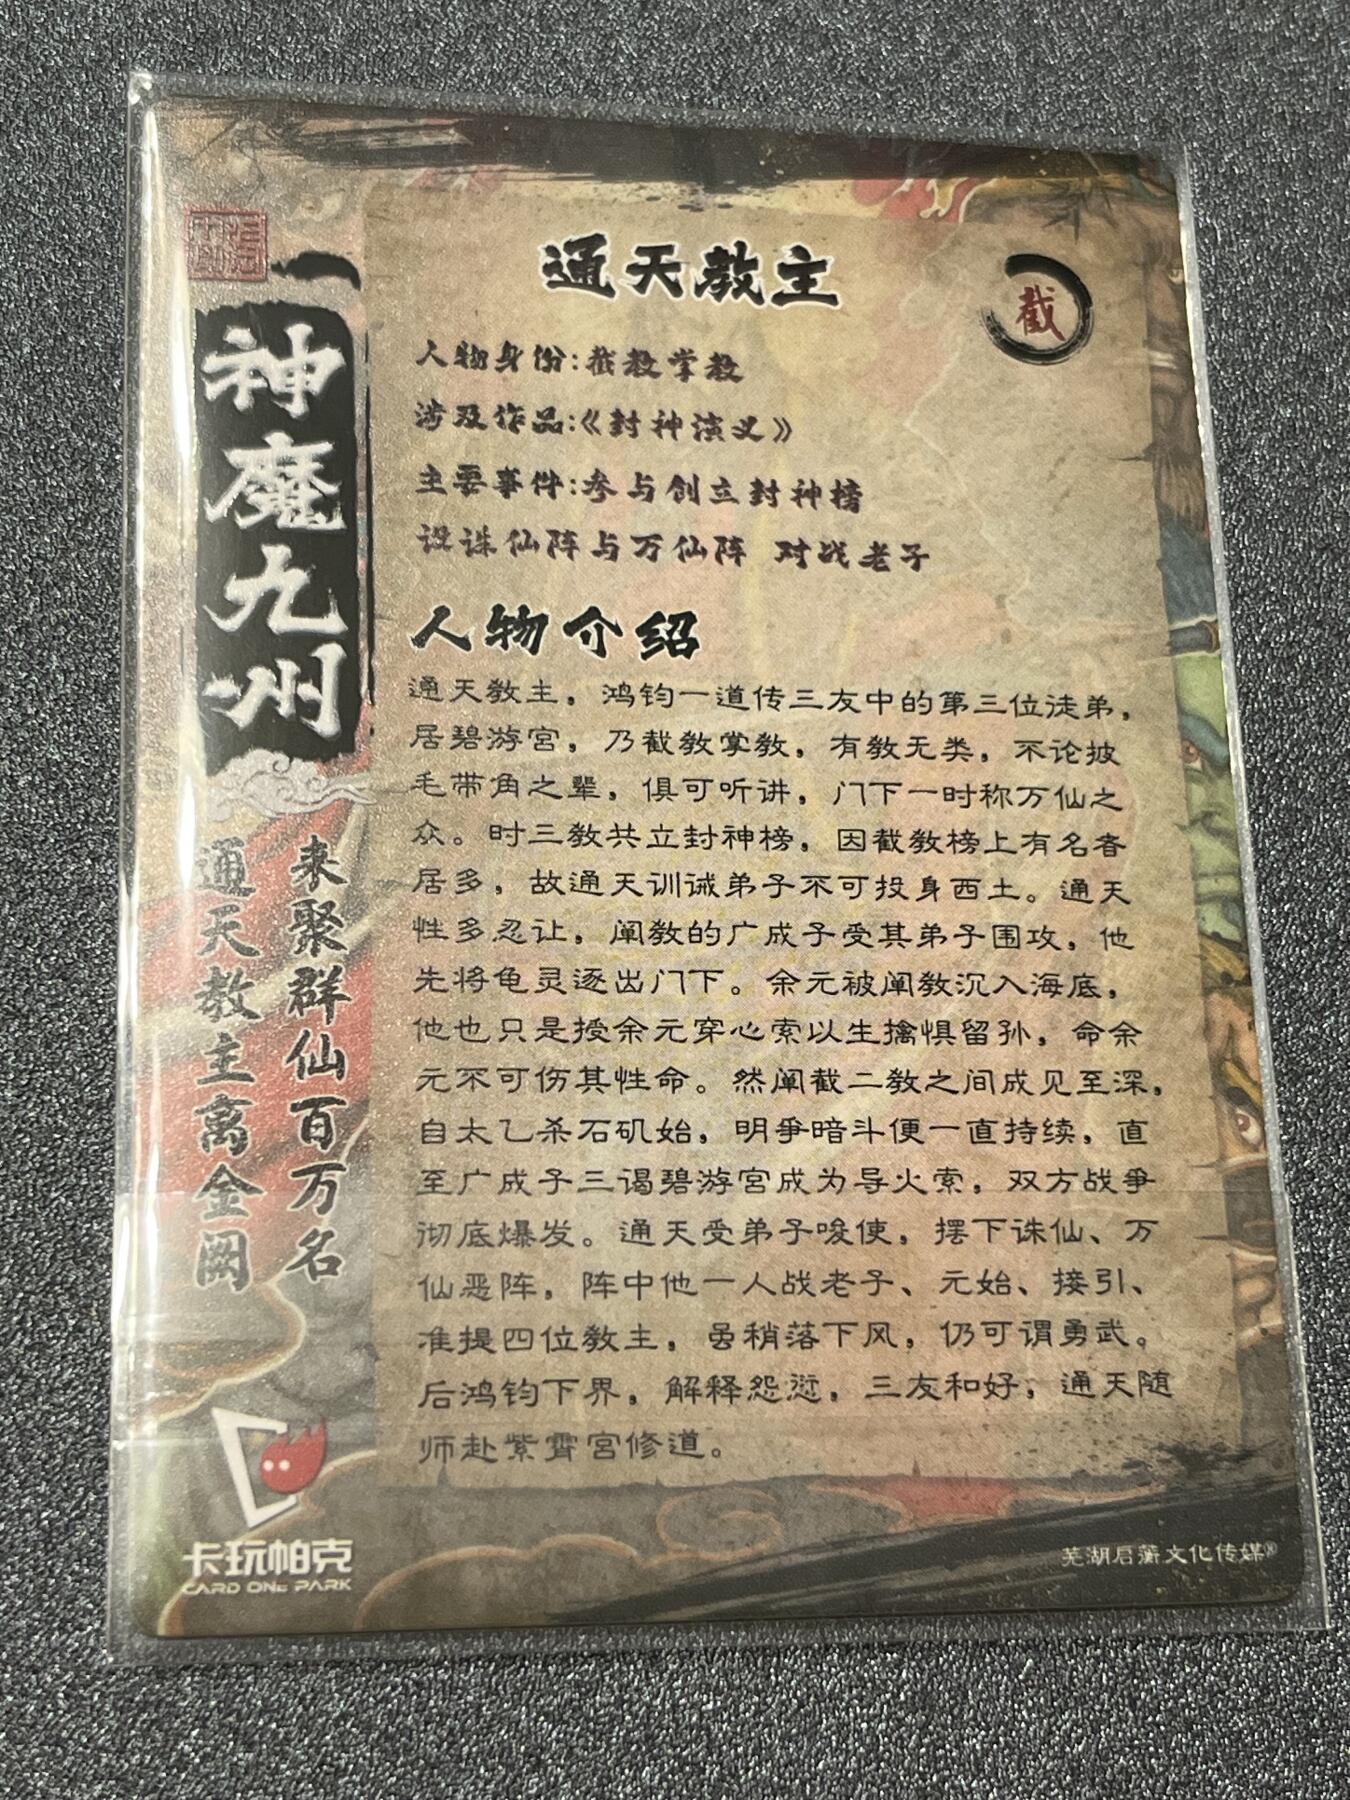 通天教主
截
人物身份:截教掌教
涉及作品:《封神演义》
主要事件:参与创立封神榜
设诛仙阵与万仙阵 对战老子
人物介绍
通天教主，鸿钧一道传三友中的第三位徒弟，
居碧游宫，乃截教掌教，有教无类，不论披
毛带角之辈，俱可听讲，门下一时称万仙之
众。时三教共立封神榜，因截教榜上有名者
居多，故通天训诫弟子不可投身西土。通天
性多忍让，阐教的广成子受其弟子围攻，他
先将龟灵逐出门下。余元被阐教沉入海底，
他也只是授余元穿心索以生擒惧留孙，命余
元不可伤其性命。然阐截二教之间成见至深，
自太乙杀石矶始，明争暗斗便一直持续，直
至广成子三谒碧游宫成为导火索，双方战争
彻底爆发。通天受弟子唆使，摆下诛仙、万
仙恶阵，阵中他一人战老子、元始、接引、
准提四位教主，虽稍落下风，仍可谓勇武。
后鸿钧下界，解释怨愆，三友和好，通天随
师赴紫霄宫修道。
神魔九州
来聚群仙百万名
通天教主离金阙
卡玩帕克
CARD ONE PARK
芜湖启蒙文化传媒®